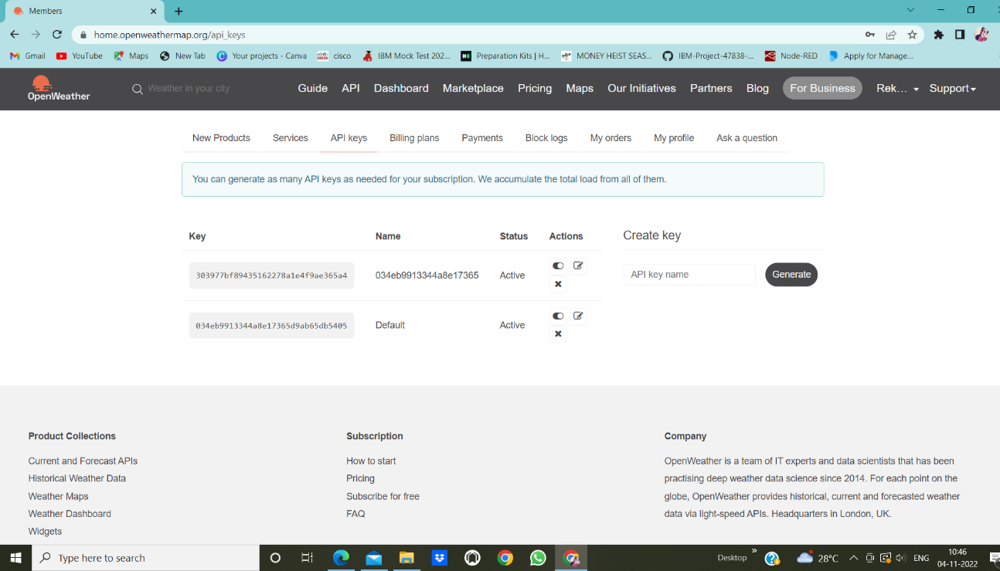 Members
home.openweathermap.org/api_keys
Gmail YouTube Maps New Tab Your projects - Canva cisco IBM Mock Test 202... Preparation Kits | H... MONEY HEIST SEAS... IBM-Project-47838-... Node-RED Apply for Manage...
OpenWeather
Weather in your city
Guide API Dashboard Marketplace Pricing Maps Our Initiatives Partners Blog For Business Rek... Support
New Products Services API keys Billing plans Payments Block logs My orders My profile Ask a question
You can generate as many API keys as needed for your subscription. We accumulate the total load from all of them.
Key Name Status Actions Create key
303977bf89435162278a1e4f9ae365a4 034eb9913344a8e17365 Active API key name Generate
034eb9913344a8e17365d9ab65db5405 Default Active
Product Collections
Current and Forecast APIs
Historical Weather Data
Weather Maps
Weather Dashboard
Widgets
Subscription
How to start
Pricing
Subscribe for free
FAQ
Company
OpenWeather is a team of IT experts and data scientists that has been
practising deep weather data science since 2014. For each point on the
globe, OpenWeather provides historical, current and forecasted weather
data via light-speed APIs. Headquarters in London, UK.
Type here to search
Desktop
28°C
ENG
10:46
04-11-2022